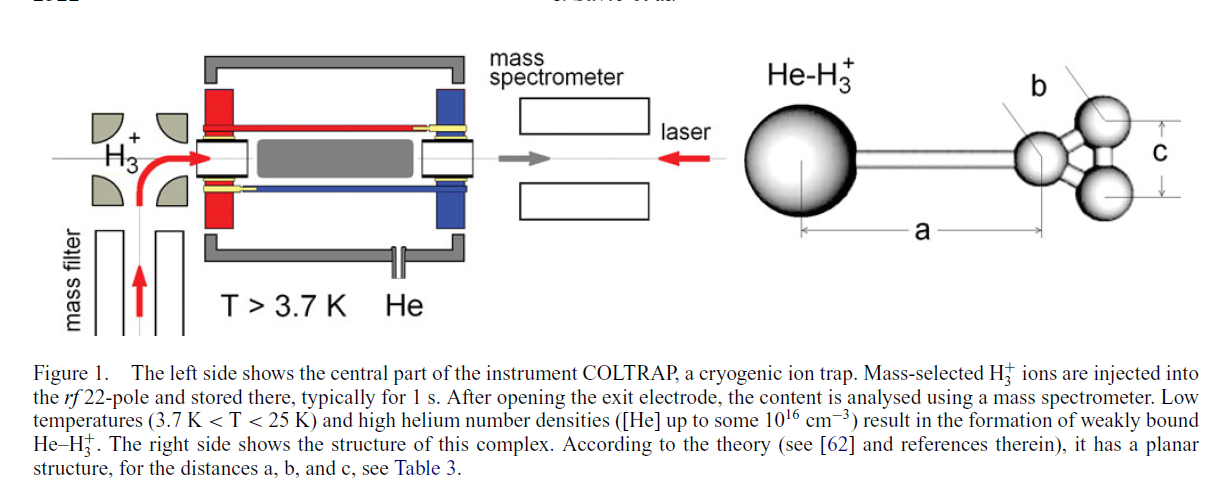 mass
spectrometer
He-H₃⁺
b
laser
H₃⁺
c
a
mass filter
T > 3.7 K He
Figure 1. The left side shows the central part of the instrument COLTRAP, a cryogenic ion trap. Mass-selected H₃⁺ ions are injected into
the rf 22-pole and stored there, typically for 1 s. After opening the exit electrode, the content is analysed using a mass spectrometer. Low
temperatures (3.7 K < T < 25 K) and high helium number densities ([He] up to some 10¹⁶ cm⁻³) result in the formation of weakly bound
He–H₃⁺. The right side shows the structure of this complex. According to the theory (see [62] and references therein), it has a planar
structure, for the distances a, b, and c, see Table 3.